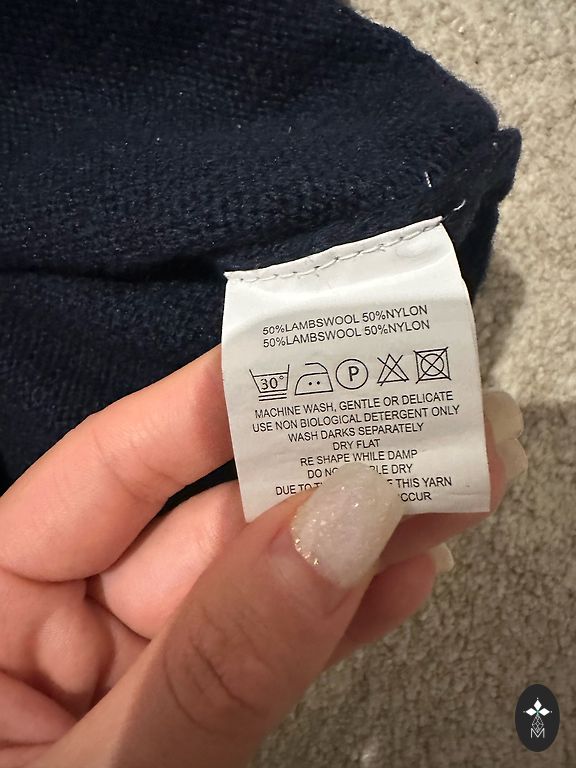 50%LAMBSWOOL 50%NYLON
50%LAMBSWOOL 50%NYLON
30°
P
MACHINE WASH, GENTLE OR DELICATE
USE NON BIOLOGICAL DETERGENT ONLY
WASH DARKS SEPARATELY
DRY FLAT
RE SHAPE WHILE DAMP
DO DRY
DUE TO THIS YARN